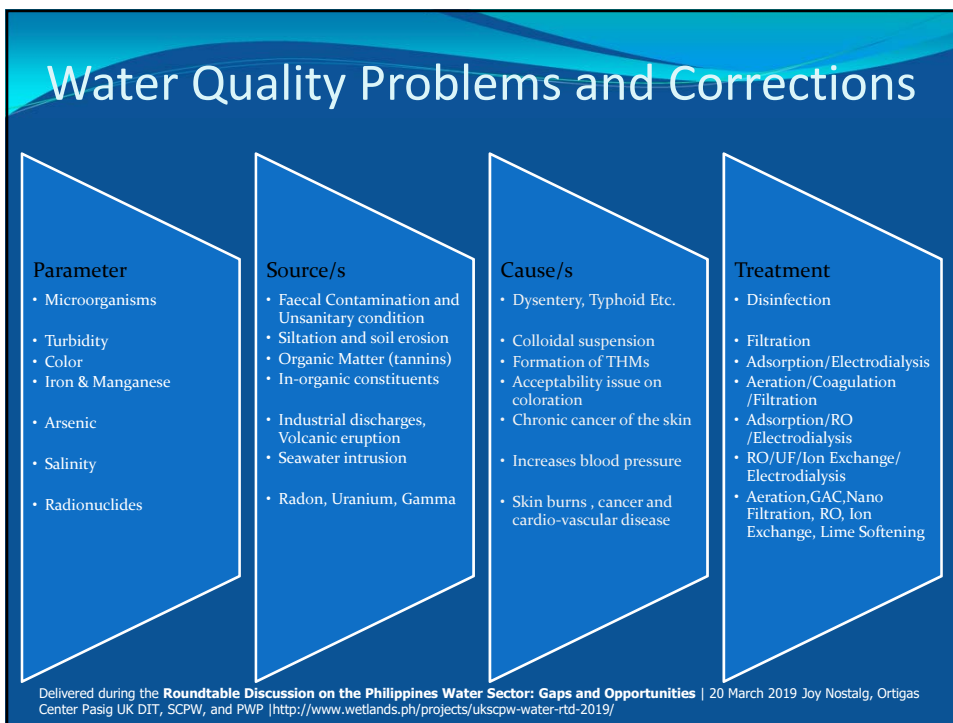 Water Quality Problems and Corrections
Parameter
• Microorganisms
• Turbidity
• Color
• Iron & Manganese
• Arsenic
• Salinity
• Radionuclides
Source/s
• Faecal Contamination and
Unsanitary condition
• Siltation and soil erosion
• Organic Matter (tannins)
• In-organic constituents
• Industrial discharges,
Volcanic eruption
• Seawater intrusion
• Radon, Uranium, Gamma
Cause/s
• Dysentery, Typhoid Etc.
• Colloidal suspension
• Formation of THMs
• Acceptability issue on
coloration
• Chronic cancer of the skin
• Increases blood pressure
• Skin burns , cancer and
cardio-vascular disease
Treatment
• Disinfection
• Filtration
• Adsorption/Electrodialysis
• Aeration/Coagulation
/Filtration
• Adsorption/RO
/Electrodialysis
• RO/UF/Ion Exchange/
Electrodialysis
• Aeration,GAC,Nano
Filtration, RO, Ion
Exchange, Lime Softening
Delivered during the Roundtable Discussion on the Philippines Water Sector: Gaps and Opportunities | 20 March 2019 Joy Nostalg, Ortigas
Center Pasig UK DIT, SCPW, and PWP |http://www.wetlands.ph/projects/ukscpw-water-rtd-2019/